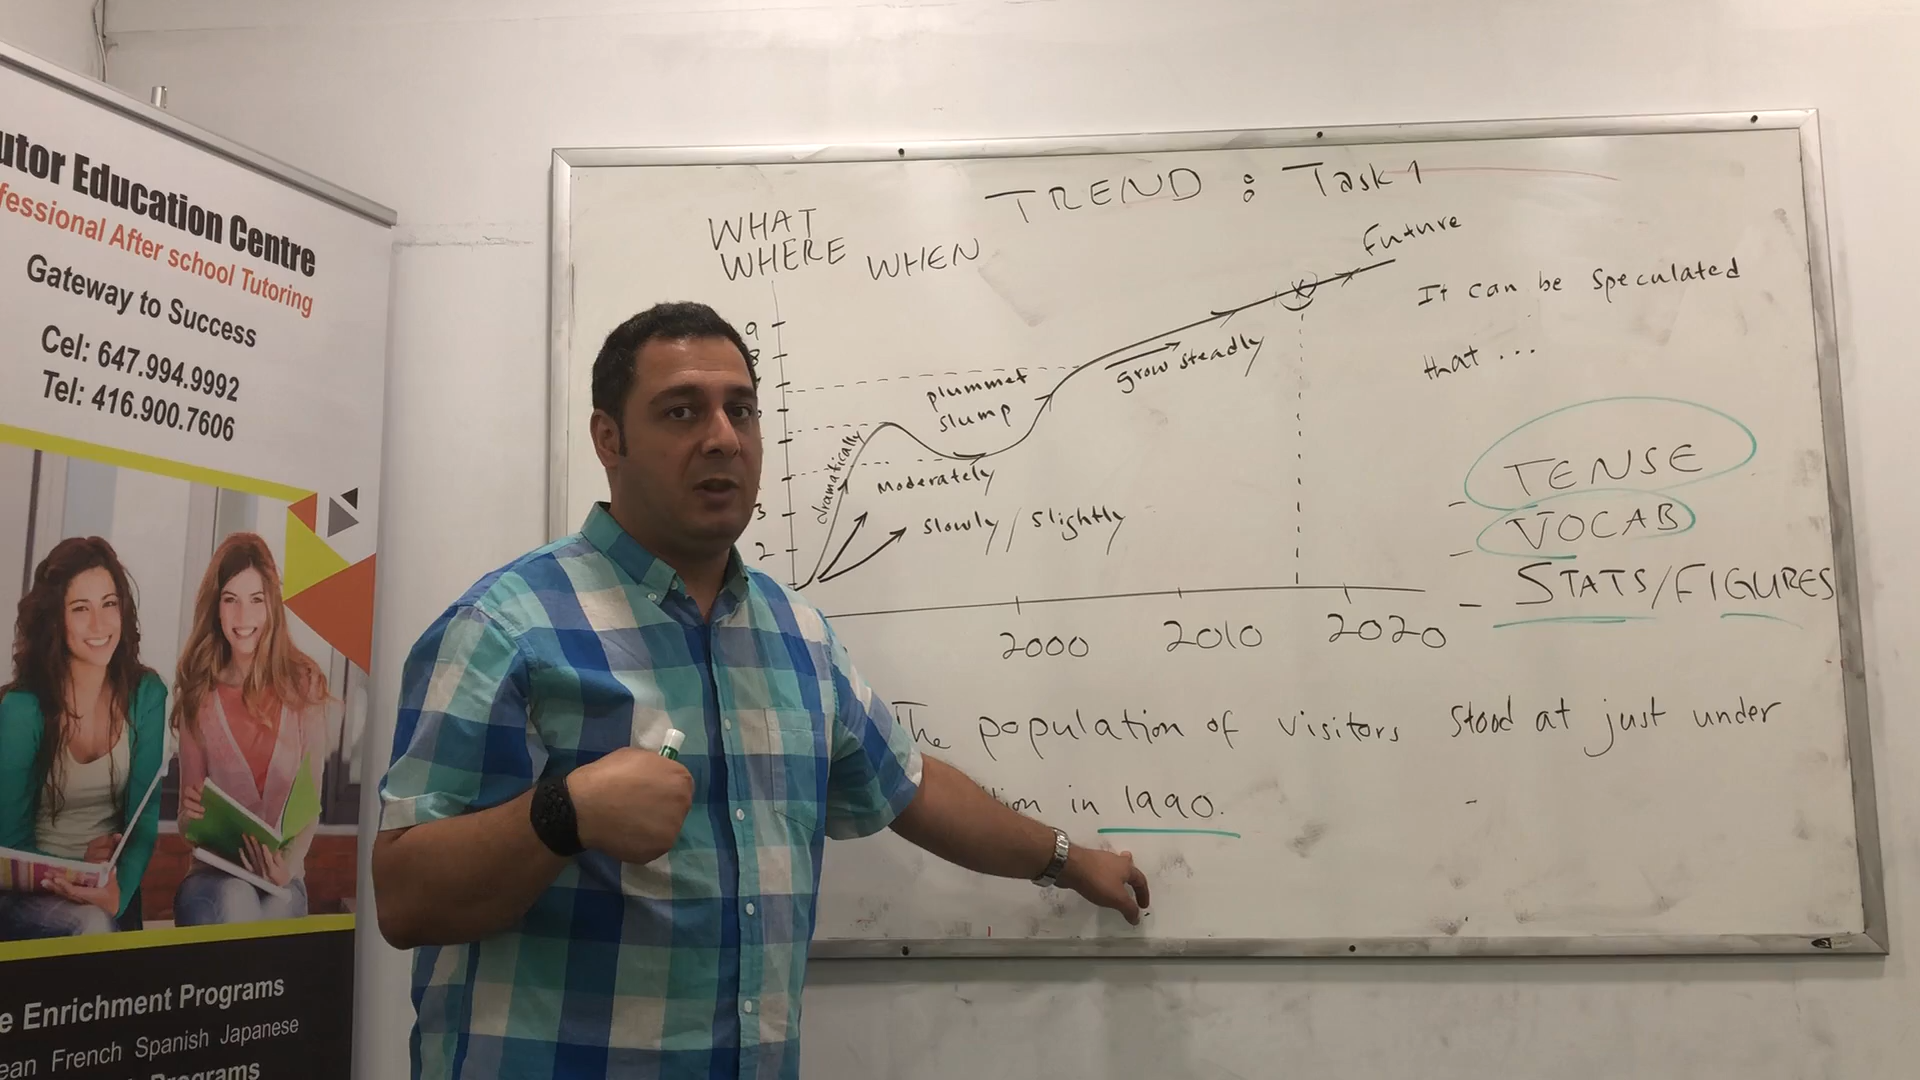 utor Education Centre
fessional After school Tutoring
Gateway to Success
Cel: 647.994.9992
Tel: 416.900.7606
e Enrichment Programs
ean French Spanish Japanese
Programs
TREND : Task 1
WHAT
WHERE WHEN
Future
It can be speculated
that ...
9
8
3
2
plummet
slump
grow steadly
dramatically
Moderately
slowly / slightly
- TENSE
- VOCAB
- STATS/FIGURES
2000 2010 2020
The population of visitors stood at just under
in 1990.